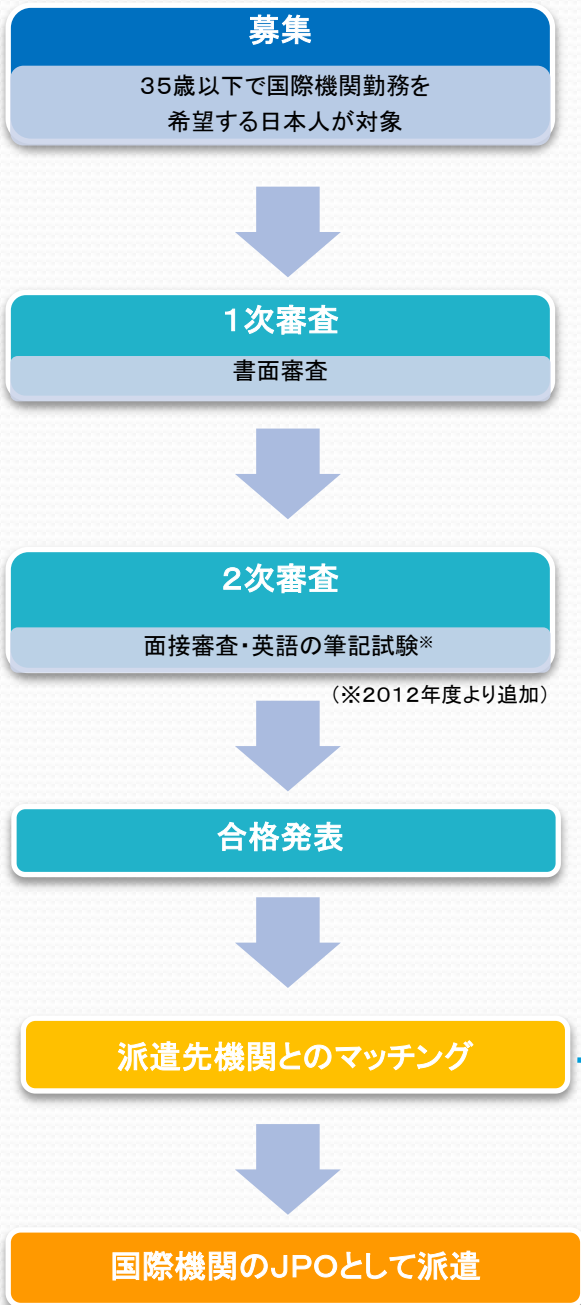 募集
35歳以下で国際機関勤務を
希望する日本人が対象
1次審査
書面審査
2次審査
面接審査・英語の筆記試験※
（※2012年度より追加）
合格発表
派遣先機関とのマッチング
国際機関のJPOとして派遣